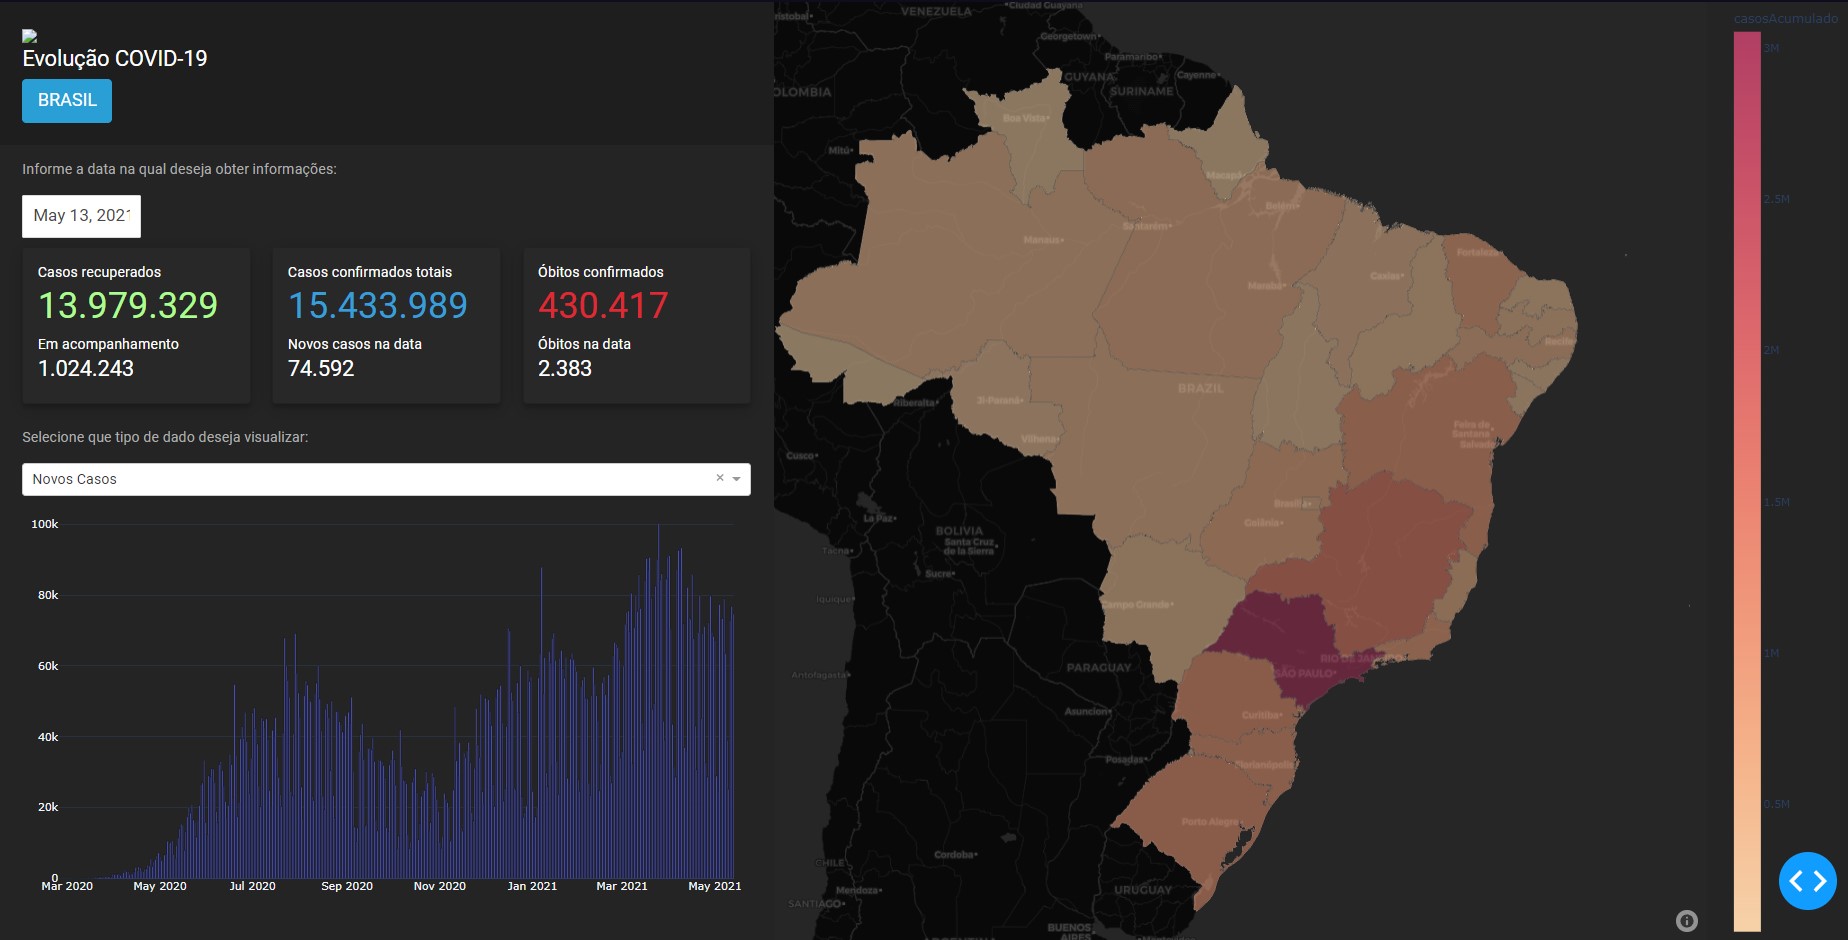 Evolução COVID-19
BRASIL
Informe a data na qual deseja obter informações:
May 13, 2021
Casos recuperados
13.979.329
Em acompanhamento
1.024.243
Casos confirmados totais
15.433.989
Novos casos na data
74.592
Óbitos confirmados
430.417
Óbitos na data
2.383
Selecione que tipo de dado deseja visualizar:
Novos Casos
×
100k
80k
60k
40k
20k
0
Mar 2020
May 2020
Jul 2020
Sep 2020
Nov 2020
Jan 2021
Mar 2021
May 2021
VENEZUELA
Ciudad Guayana
Georgetown
Paramaribo
GUYANA
Cayenne
OLOMBIA
SURINAME
Boa Vista
Mitú
Macapá
Belém
Santarém
Manaus
Fortaleza
Caxias
Marabá
Recife
BRAZIL
Riberalta
Ji-Paraná
Vilhena
Feira de
Santana
Salvador
Cusco
Brasília
Goiânia
La Paz
BOLIVIA
Santa Cruz
de la Sierra
Tacna
Sucre
Iquique
Campo Grande
RIO DE JANEIRO
PARAGUAY
SÃO PAULO
Antofagasta
Asuncion
Curitiba
Posadas
Florianópolis
Porto Alegre
Cordoba
CHILE
Mendoza
URUGUAY
SANTIAGO
BUENOS
AIRES
casosAcumulado
3M
2.5M
2M
1.5M
1M
0.5M